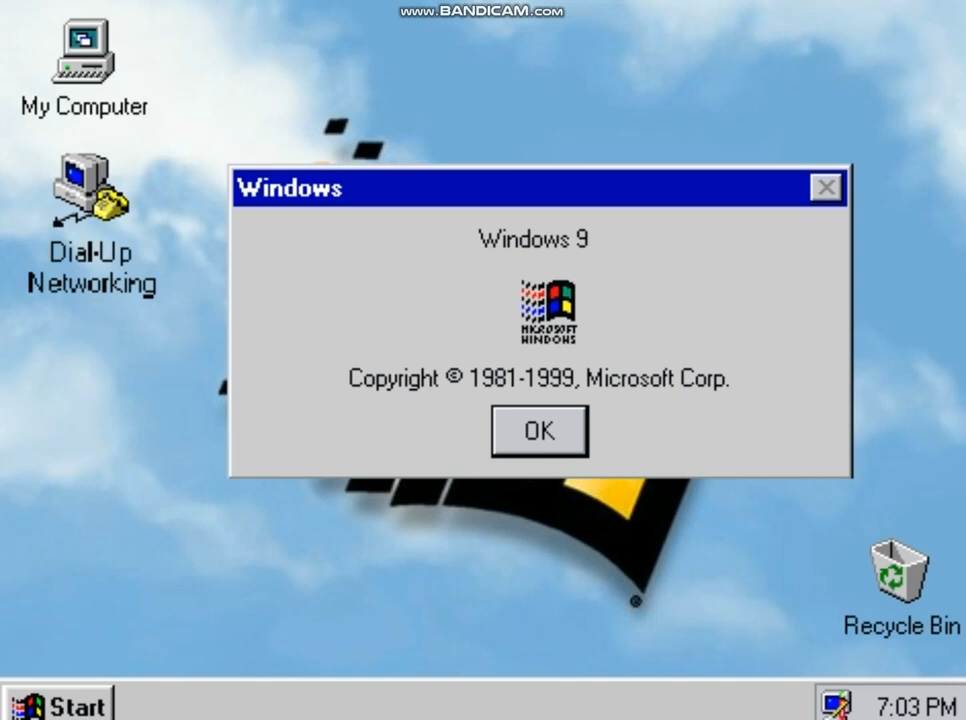 www.BANDICAM.com
My Computer
Dial-Up
Networking
Windows
Windows 9
MICROSOFT
WINDOWS
Copyright © 1981-1999, Microsoft Corp.
OK
Recycle Bin
Start
7:03 PM